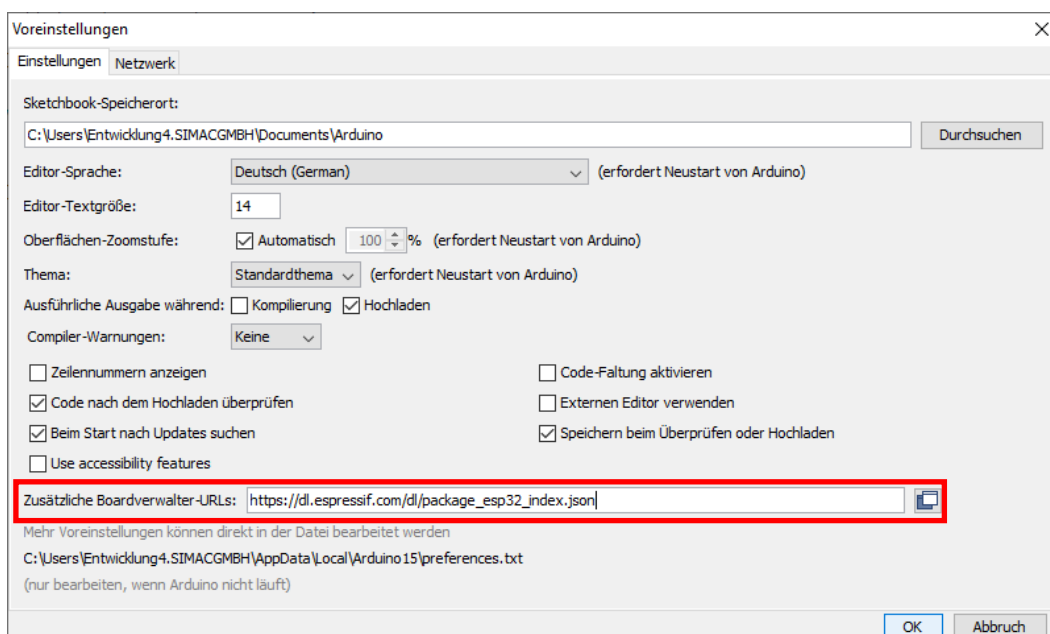 Voreinstellungen
Einstellungen Netzwerk
Sketchbook-Speicherort:
C:\Users\Entwicklung4.SIMACGMBH\Documents\Arduino Durchsuchen
Editor-Sprache: Deutsch (German) (erfordert Neustart von Arduino)
Editor-Textgröße: 14
Oberflächen-Zoomstufe: Automatisch 100 % (erfordert Neustart von Arduino)
Thema: Standardthema (erfordert Neustart von Arduino)
Ausführliche Ausgabe während: Kompilierung Hochladen
Compiler-Warnungen: Keine
Zeilennummern anzeigen Code-Faltung aktivieren
Code nach dem Hochladen überprüfen Externen Editor verwenden
Beim Start nach Updates suchen Speichern beim Überprüfen oder Hochladen
Use accessibility features
Zusätzliche Boardverwalter-URLs: https://dl.espressif.com/dl/package_esp32_index.json
Mehr Voreinstellungen können direkt in der Datei bearbeitet werden
C:\Users\Entwicklung4.SIMACGMBH\AppData\Local\Arduino15\preferences.txt
(nur bearbeiten, wenn Arduino nicht läuft)
OK Abbruch